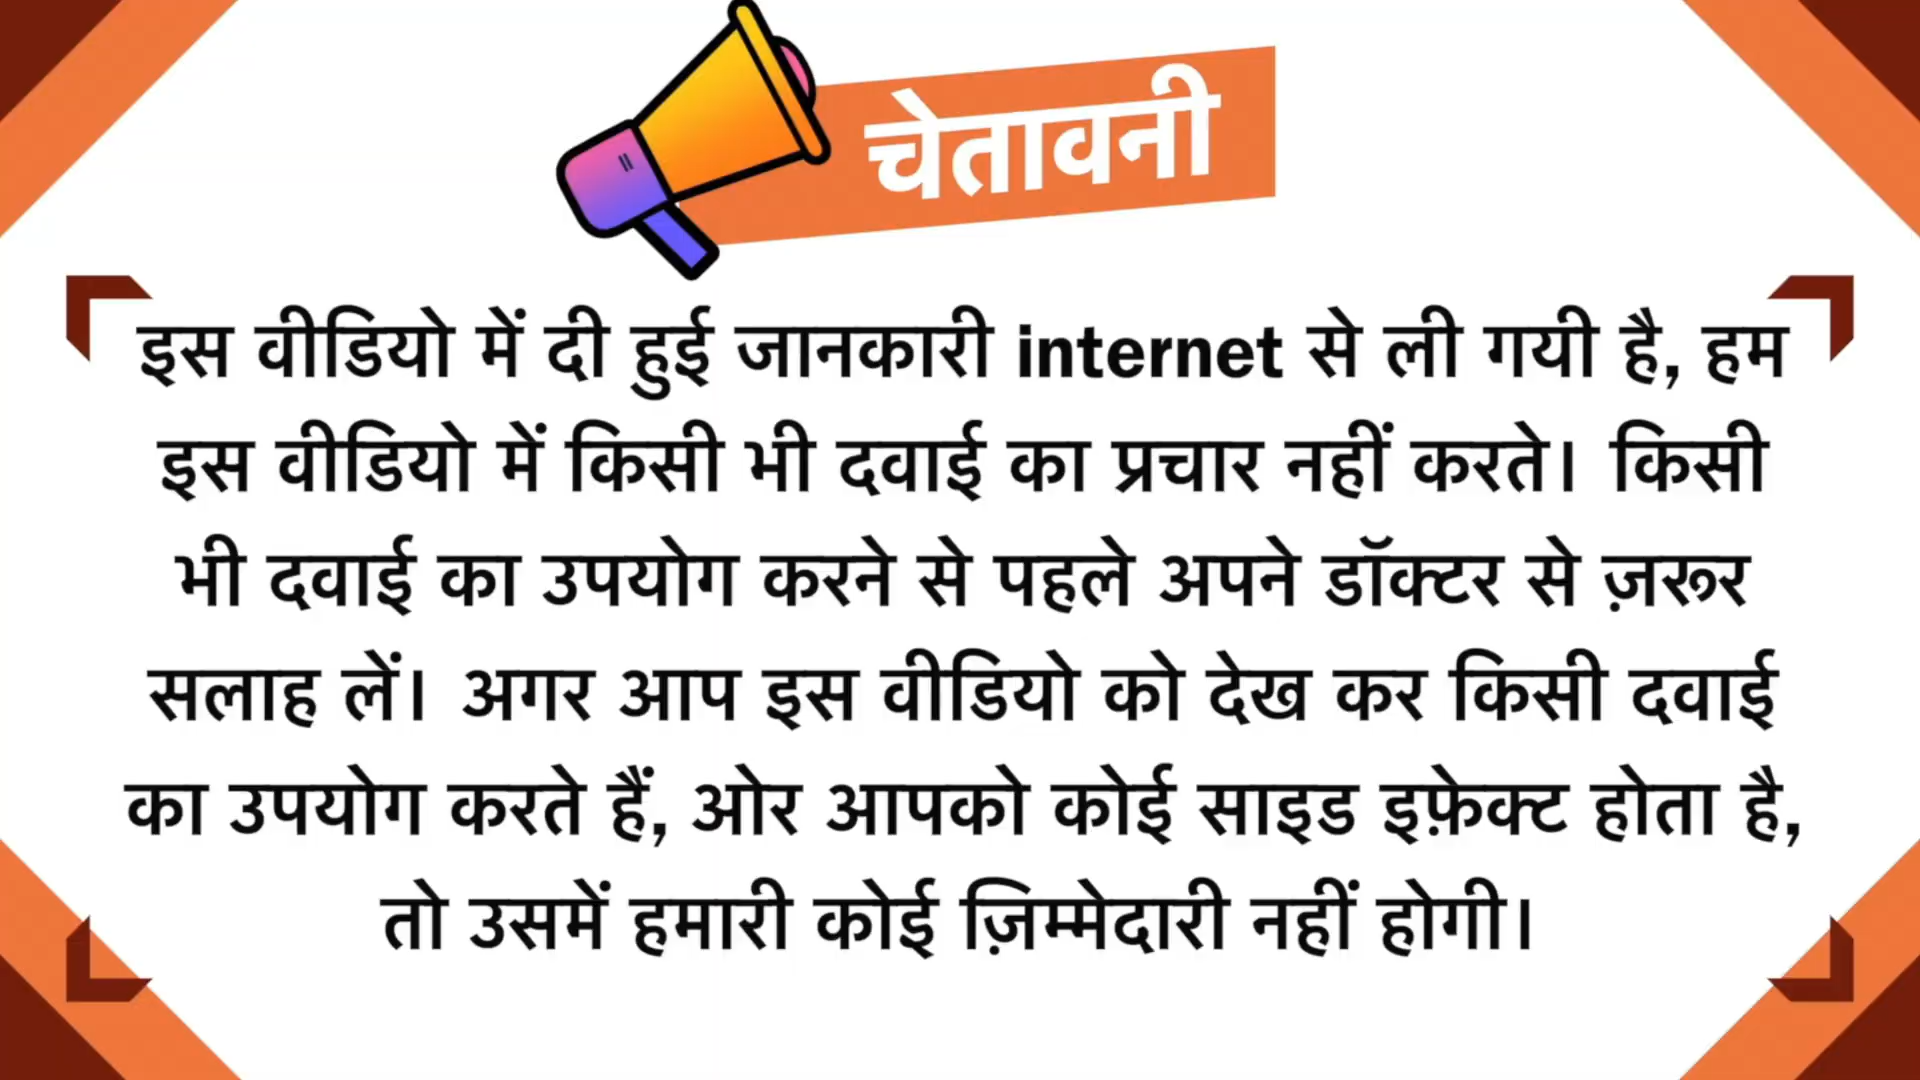 चेतावनी
इस वीडियो में दी हुई जानकारी internet से ली गयी है, हम
इस वीडियो में किसी भी दवाई का प्रचार नहीं करते। किसी
भी दवाई का उपयोग करने से पहले अपने डॉक्टर से ज़रूर
सलाह लें। अगर आप इस वीडियो को देख कर किसी दवाई
का उपयोग करते हैं, ओर आपको कोई साइड इफ़ेक्ट होता है,
तो उसमें हमारी कोई ज़िम्मेदारी नहीं होगी।